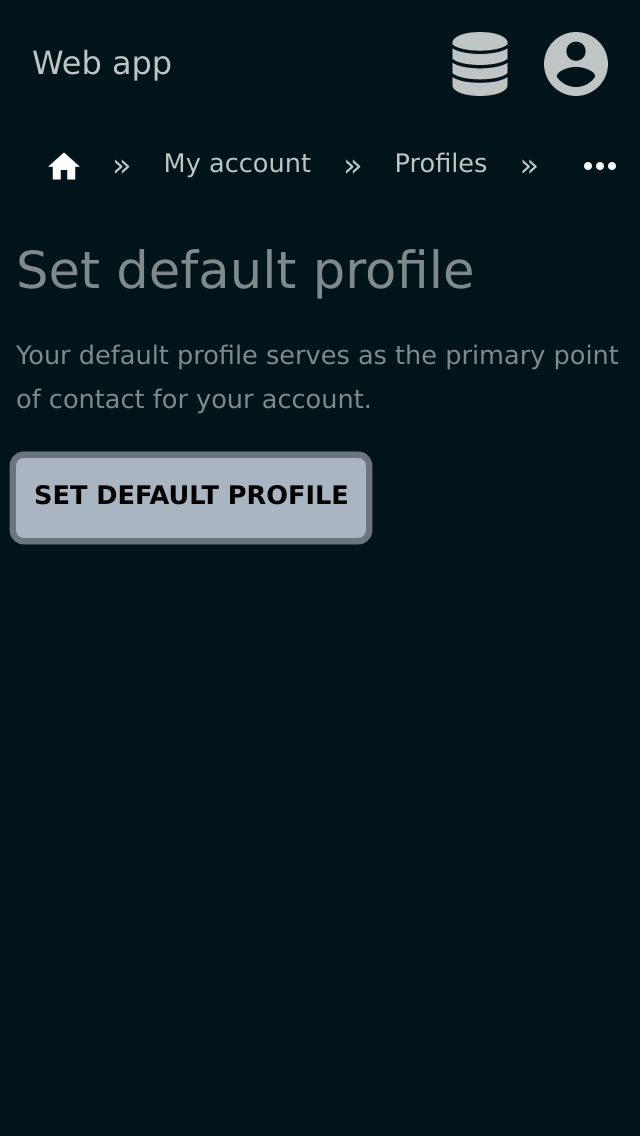 Web app
» My account » Profiles » •••
Set default profile
Your default profile serves as the primary point
of contact for your account.
SET DEFAULT PROFILE